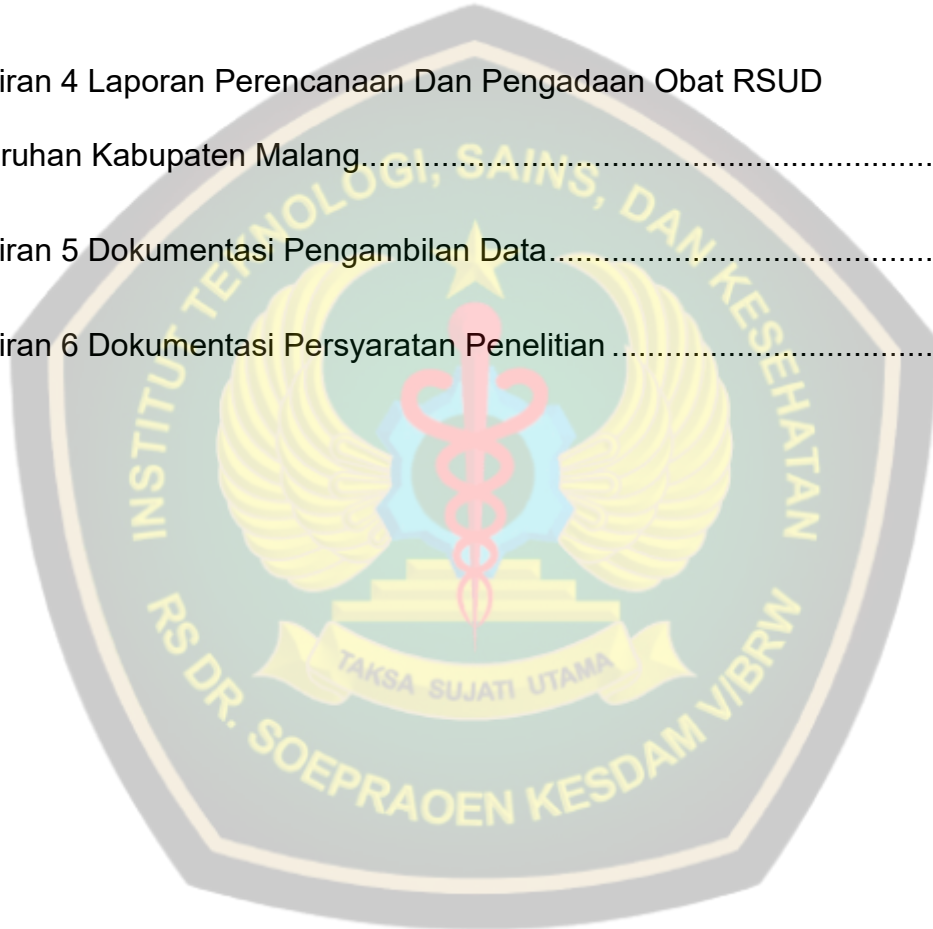 iran 4 Laporan Perencanaan Dan Pengadaan Obat RSUD
ruhan Kabupaten Malang................................................................
iran 5 Dokumentasi Pengambilan Data...........................................
iran 6 Dokumentasi Persyaratan Penelitian ....................................
INSTITUT TEKNOLOGI, SAINS, DAN KESEHATAN
TAKSA SUJATI UTAMA
RS DR. SOEPRAOEN KESDAM V/BRW